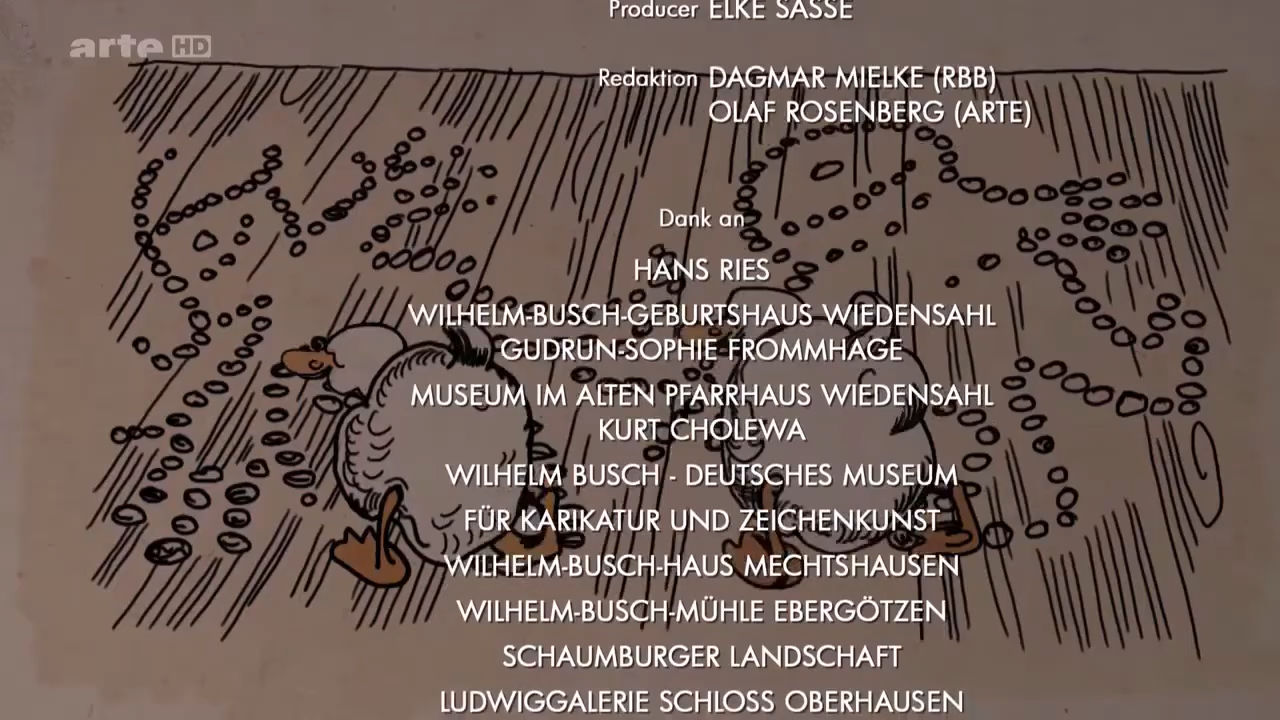 arte HD
Producer ELKE SASSE
Redaktion DAGMAR MIELKE (RBB)
OLAF ROSENBERG (ARTE)
Dank an
HANS RIES
WILHELM-BUSCH-GEBURTSHAUS WIEDENSAHL
GUDRUN-SOPHIE FROMMHAGE
MUSEUM IM ALTEN PFARRHAUS WIEDENSAHL
KURT CHOLEWA
WILHELM BUSCH - DEUTSCHES MUSEUM
FÜR KARIKATUR UND ZEICHENKUNST
WILHELM-BUSCH-HAUS MECHTSHAUSEN
WILHELM-BUSCH-MÜHLE EBERGÖTZEN
SCHAUMBURGER LANDSCHAFT
LUDWIGGALERIE SCHLOSS OBERHAUSEN